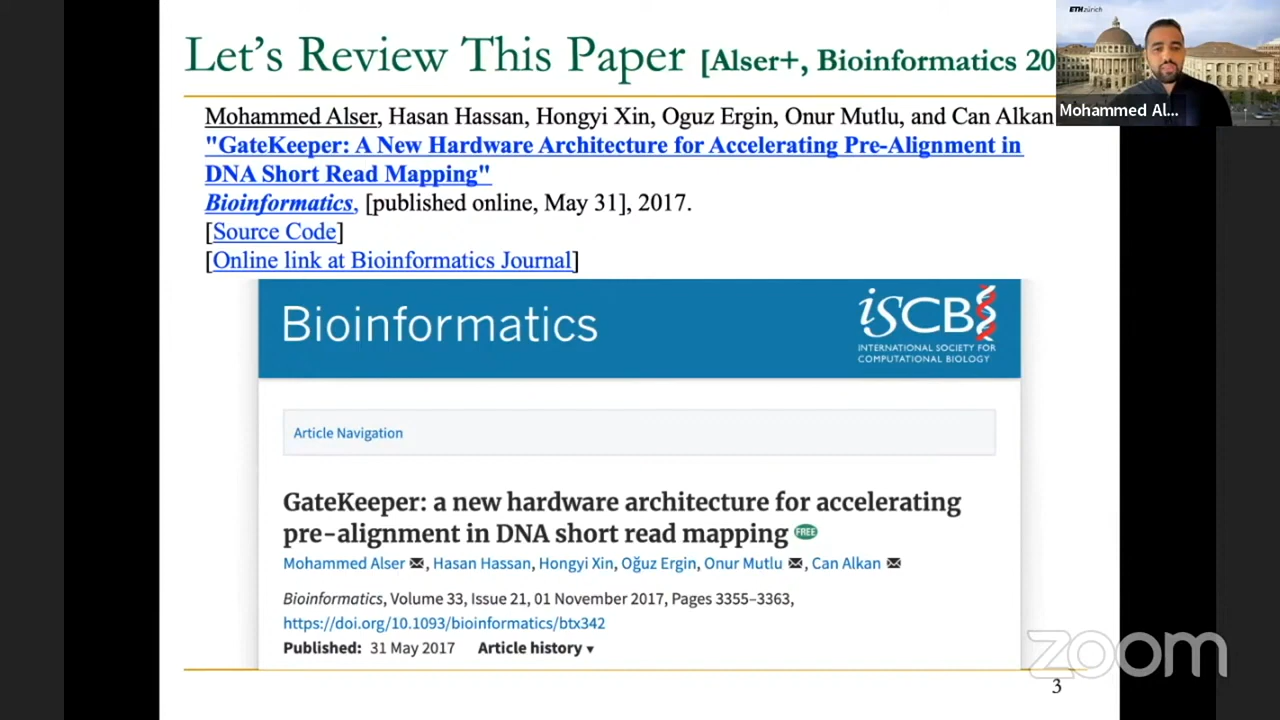 Let's Review This Paper [Alser+, Bioinformatics 20
ETH zürich
Mohammed Al...
Mohammed Alser, Hasan Hassan, Hongyi Xin, Oguz Ergin, Onur Mutlu, and Can Alkan
"GateKeeper: A New Hardware Architecture for Accelerating Pre-Alignment in
DNA Short Read Mapping"
Bioinformatics, [published online, May 31], 2017.
[Source Code]
[Online link at Bioinformatics Journal]
Bioinformatics
iSCB
INTERNATIONAL SOCIETY FOR
COMPUTATIONAL BIOLOGY
Article Navigation
GateKeeper: a new hardware architecture for accelerating
pre-alignment in DNA short read mapping FREE
Mohammed Alser, Hasan Hassan, Hongyi Xin, Oğuz Ergin, Onur Mutlu, Can Alkan
Bioinformatics, Volume 33, Issue 21, 01 November 2017, Pages 3355–3363,
https://doi.org/10.1093/bioinformatics/btx342
Published: 31 May 2017 Article history ▾
zoom
3